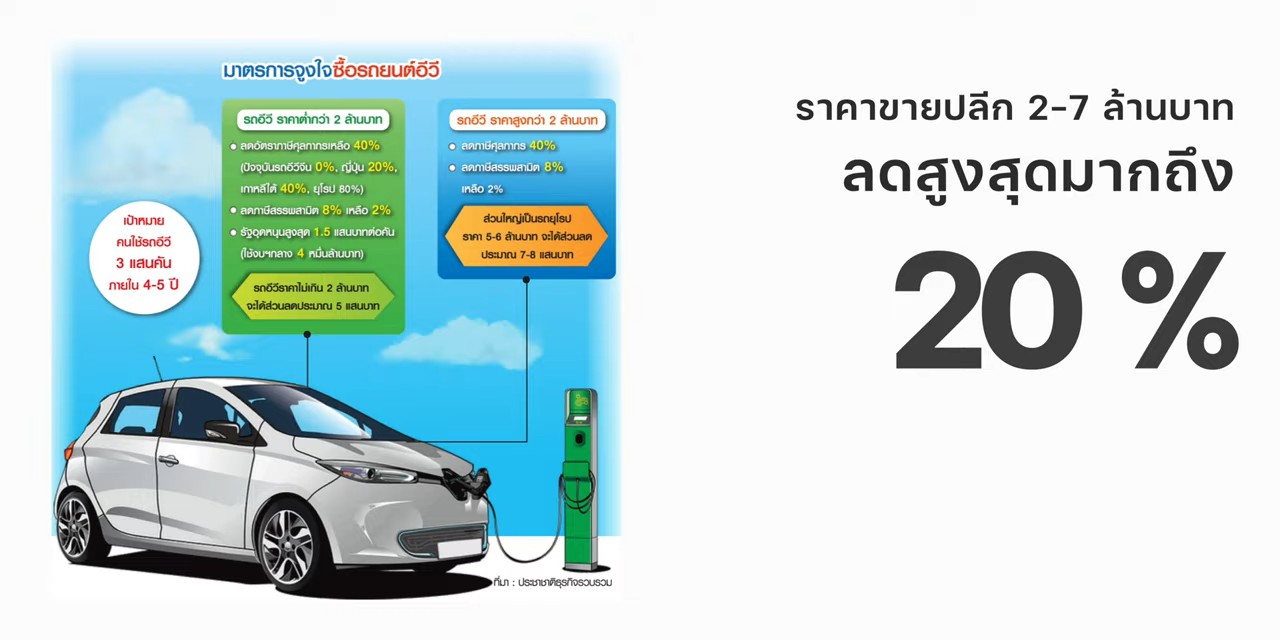 มาตรการจูงใจซื้อรถยนต์อีวี
รถอีวี ราคาต่ำกว่า 2 ล้านบาท
ลดอัตราภาษีศุลกากรเหลือ 40%
(ปัจจุบันรถอีวีจีน 0%, ญี่ปุ่น 20%,
เกาหลีใต้ 40%, ยุโรป 80%)
ลดภาษีสรรพสามิต 8% เหลือ 2%
รัฐอุดหนุนสูงสุด 1.5 แสนบาทต่อคัน
(ใช้งบฯกลาง 4 หมื่นล้านบาท)
รถอีวีราคาไม่เกิน 2 ล้านบาท
จะได้ส่วนลดประมาณ 5 แสนบาท
รถอีวี ราคาสูงกว่า 2 ล้านบาท
ลดภาษีศุลกากร 40%
ลดภาษีสรรพสามิต 8%
เหลือ 2%
ส่วนใหญ่เป็นรถยุโรป
ราคา 5-6 ล้านบาท จะได้ส่วนลด
ประมาณ 7-8 แสนบาท
เป้าหมาย
คนใช้รถอีวี
3 แสนคัน
ภายใน 4-5 ปี
ที่มา : ประชาชาติธุรกิจรวบรวม
ราคาขายปลีก 2-7 ล้านบาท
ลดสูงสุดมากถึง
20 %